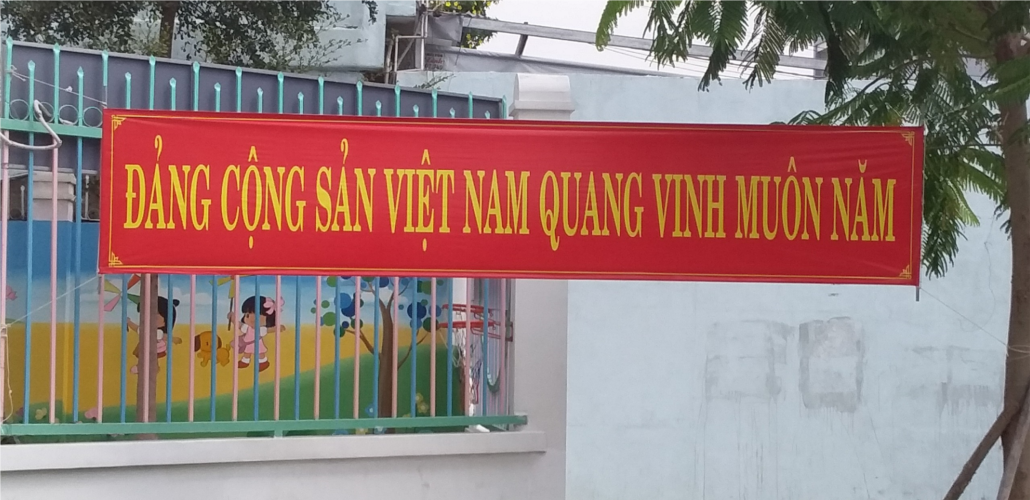 ĐẢNG CỘNG SẢN VIỆT NAM QUANG VINH MUÔN NĂM